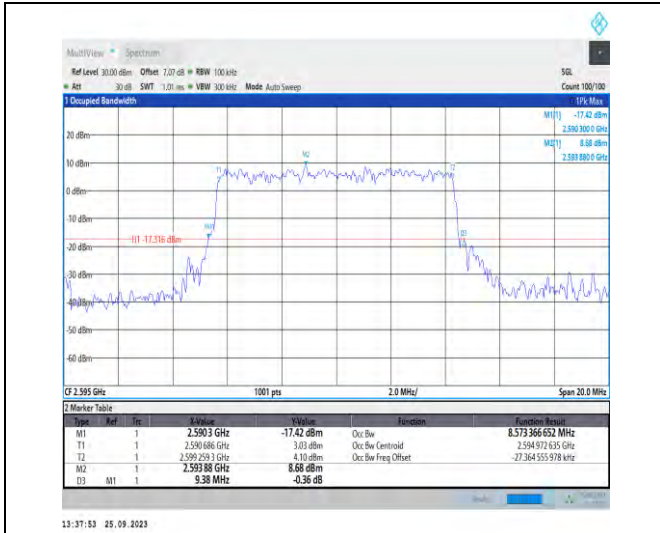 MultiView Spectrum
Ref Level 30.00 dBm Offset 7.07 dB RBW 100 kHz SGL
Att 30 dB SWT 1.01 ms VBW 300 kHz Mode Auto Sweep Count 100/100
1 Occupied Bandwidth 1Pk Max
M1[1] -17.42 dBm
2.590 300 0 GHz
M2[1] 8.68 dBm
2.593 880 0 GHz
20 dBm
10 dBm
0 dBm
-10 dBm
-20 dBm
-30 dBm
-40 dBm
-50 dBm
-60 dBm
T1 M2 T2
M1 D3
H1 -17.316 dBm
CF 2.595 GHz 1001 pts 2.0 MHz/ Span 20.0 MHz
2 Marker Table
Type Ref Trc X-Value Y-Value Function Function Result
M1 1 2.5903 GHz -17.42 dBm Occ Bw 8.573 366 652 MHz
T1 1 2.590 686 GHz 3.03 dBm Occ Bw Centroid 2.594 972 635 GHz
T2 1 2.599 259 3 GHz 4.10 dBm Occ Bw Freq Offset -27.364 555 978 kHz
M2 1 2.593 88 GHz 8.68 dBm
D3 M1 1 9.38 MHz -0.36 dB
13:37:53 25.09.2023